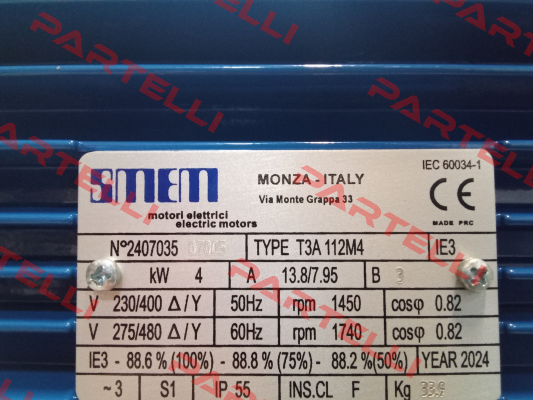 PARTELLI
PARTELLI
SMEM
motori elettrici
electric motors
MONZA - ITALY
Via Monte Grappa 33
IEC 60034-1
CE
MADE PRC
N°2407035 07005 TYPE T3A 112M4 IE3
kW 4 A 13.8/7.95 B 3
V 230/400 Δ/Y 50Hz rpm 1450 cosφ 0.82
V 275/480 Δ/Y 60Hz rpm 1740 cosφ 0.82
IE3 - 88.6 % (100%) - 88.8 % (75%) - 88.2 % (50%) YEAR 2024
~ 3 S1 IP 55 INS.CL F Kg 33.9
PARTELLI
PARTELLI